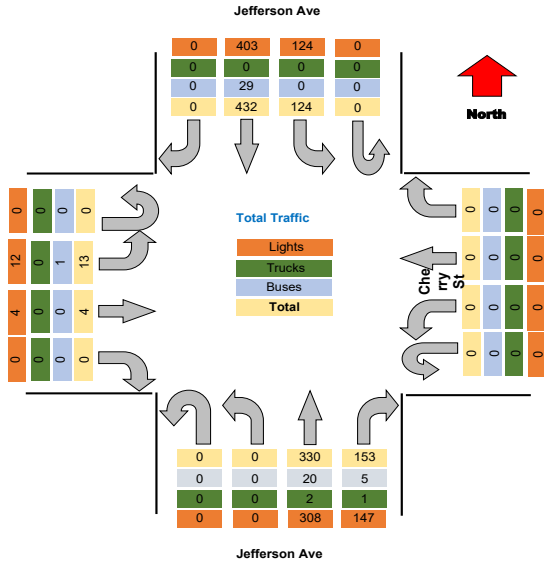 Jefferson Ave
0 403 124 0
0 0 0 0
0 29 0 0
0 432 124 0
North
0 0 0 0
12 0 1 13
4 0 0 4
0 0 0 0
Total Traffic
Lights
Trucks
Buses
Total
Che
rry
St
0 0 0 0
0 0 0 0
0 0 0 0
0 0 0 0
0 0 330 153
0 0 20 5
0 0 2 1
0 0 308 147
Jefferson Ave